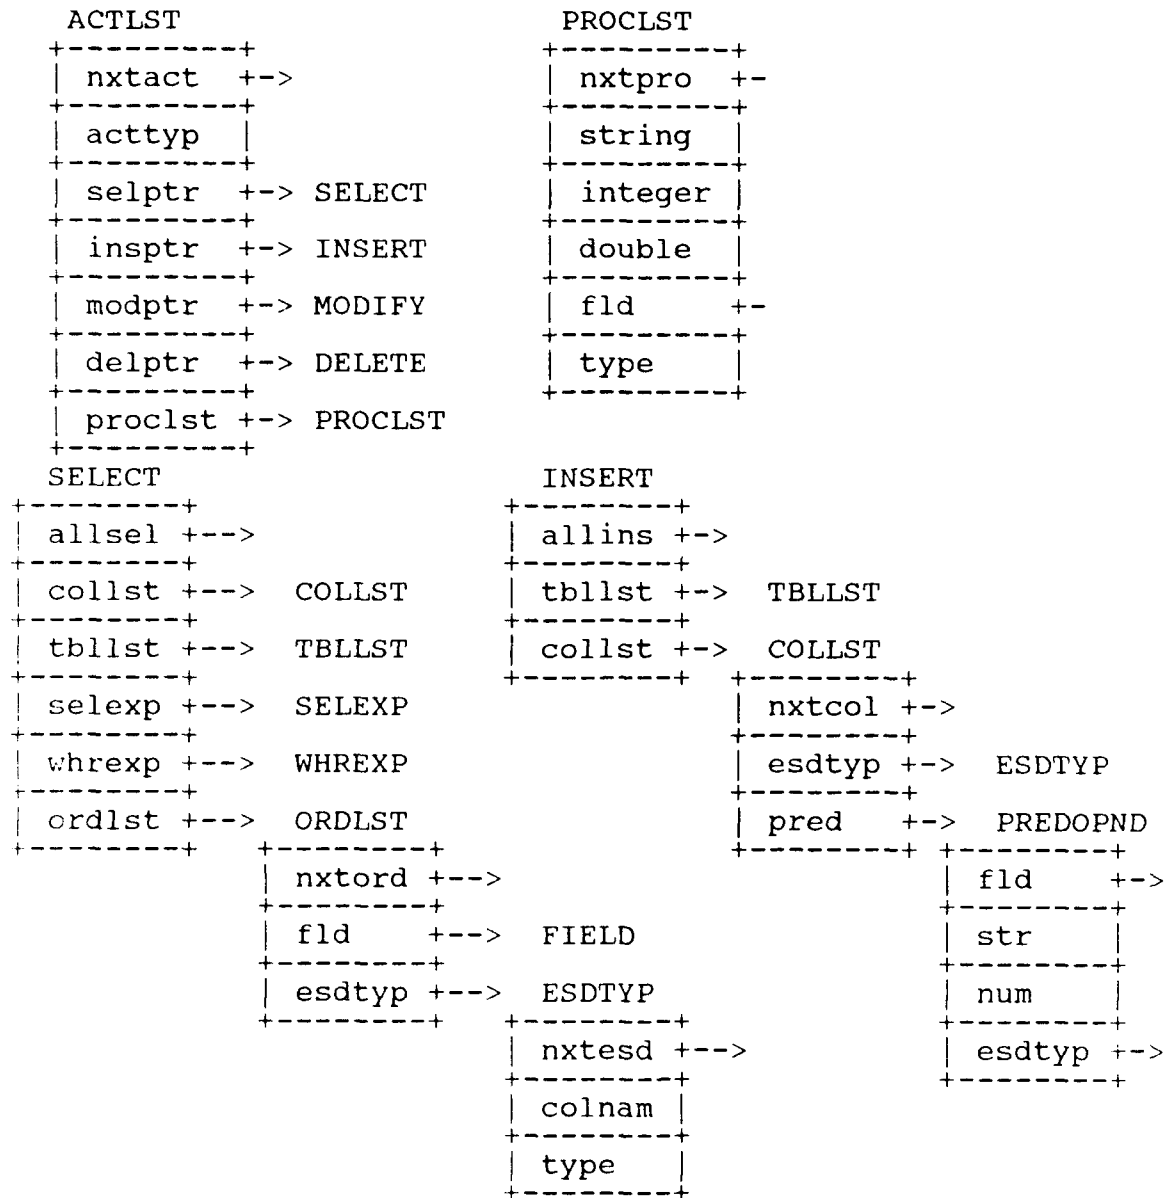 ACTLST PROCLST
+---------+ +---------+
| nxtact +-> | nxtpro +-
+---------+ +---------+
| acttyp | | string |
+---------+ +---------+
| selptr +-> SELECT | integer |
+---------+ +---------+
| insptr +-> INSERT | double |
+---------+ +---------+
| modptr +-> MODIFY | fld +-
+---------+ +---------+
| delptr +-> DELETE | type |
+---------+ +---------+
| proclst +-> PROCLST
+---------+
SELECT INSERT
+--------+ +--------+
| allsel +--> | allins +->
+--------+ +--------+
| collst +--> COLLST | tbllst +-> TBLLST
+--------+ +--------+
| tbllst +--> TBLLST | collst +-> COLLST
+--------+ +--------+ +--------+
| selexp +--> SELEXP | nxtcol +->
+--------+ +--------+
| whrexp +--> WHREXP | esdtyp +-> ESDTYP
+--------+ +--------+
| ordlst +--> ORDLST | pred +-> PREDOPND
+--------+ +--------+ +--------+ +--------+
| nxtord +--> | fld +->
+--------+ +--------+
| fld +--> FIELD | str |
+--------+ +--------+
| esdtyp +--> ESDTYP | num |
+--------+ +--------+ +--------+
| nxtesd +--> | esdtyp +->
+--------+ +--------+
| colnam |
+--------+
| type |
+--------+